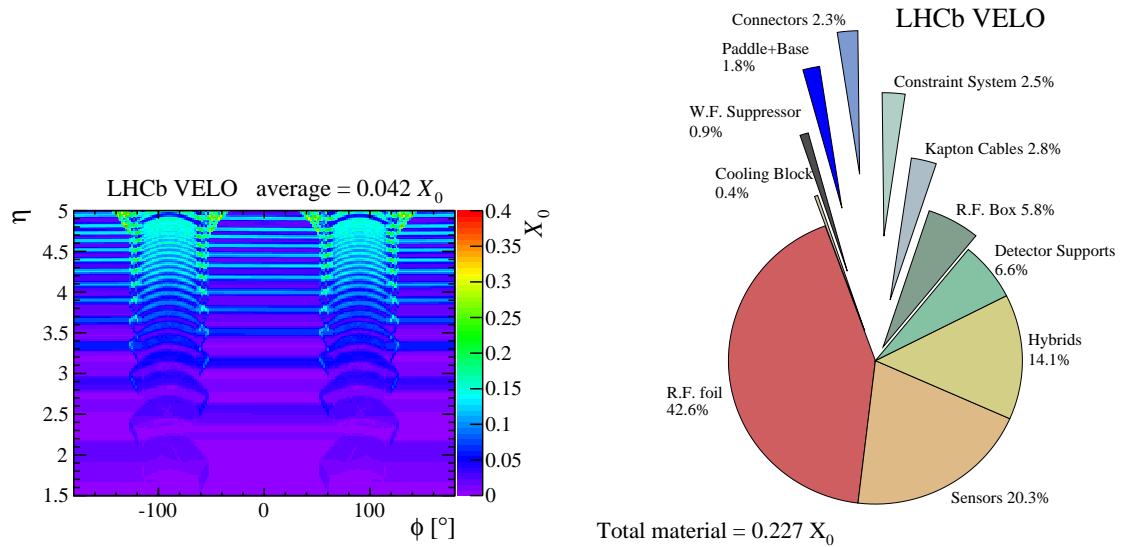 LHCb VELO average = 0.042 X₀
η
5
4.5
4
3.5
3
2.5
2
1.5
-100
0
100
ϕ [°]
0.4
0.35
0.3
0.25
0.2
0.15
0.1
0.05
0
X₀
LHCb VELO
Connectors 2.3%
Paddle+Base
1.8%
W.F. Suppressor
0.9%
Cooling Block
0.4%
Constraint System 2.5%
Kapton Cables 2.8%
R.F. Box 5.8%
Detector Supports
6.6%
Hybrids
14.1%
R.F. foil
42.6%
Sensors 20.3%
Total material = 0.227 X₀